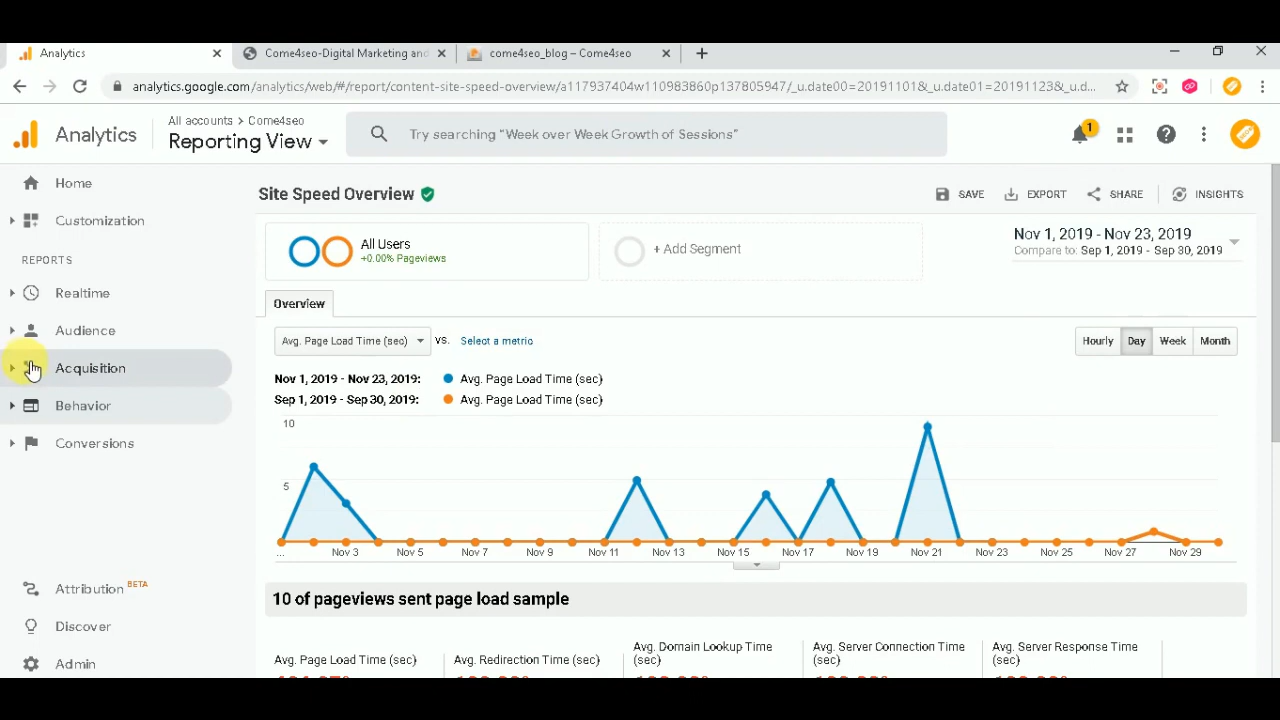 Analytics
Come4seo-Digital Marketing and
come4seo_blog – Come4seo
analytics.google.com/analytics/web/#/report/content-site-speed-overview/a117937404w110983860p137805947/_u.date00=20191101&_u.date01=20191123&_u.d...
Analytics
All accounts > Come4seo
Reporting View
Try searching "Week over Week Growth of Sessions"
1
Home
Customization
REPORTS
Realtime
Audience
Acquisition
Behavior
Conversions
Attribution BETA
Discover
Admin
Site Speed Overview
SAVE
EXPORT
SHARE
INSIGHTS
All Users
+0.00% Pageviews
+ Add Segment
Nov 1, 2019 - Nov 23, 2019
Compare to: Sep 1, 2019 - Sep 30, 2019
Overview
Avg. Page Load Time (sec)
VS.
Select a metric
Hourly
Day
Week
Month
Nov 1, 2019 - Nov 23, 2019:
Avg. Page Load Time (sec)
Sep 1, 2019 - Sep 30, 2019:
Avg. Page Load Time (sec)
10
5
...
Nov 3
Nov 5
Nov 7
Nov 9
Nov 11
Nov 13
Nov 15
Nov 17
Nov 19
Nov 21
Nov 23
Nov 25
Nov 27
Nov 29
10 of pageviews sent page load sample
Avg. Page Load Time (sec)
Avg. Redirection Time (sec)
Avg. Domain Lookup Time
(sec)
Avg. Server Connection Time
(sec)
Avg. Server Response Time
(sec)